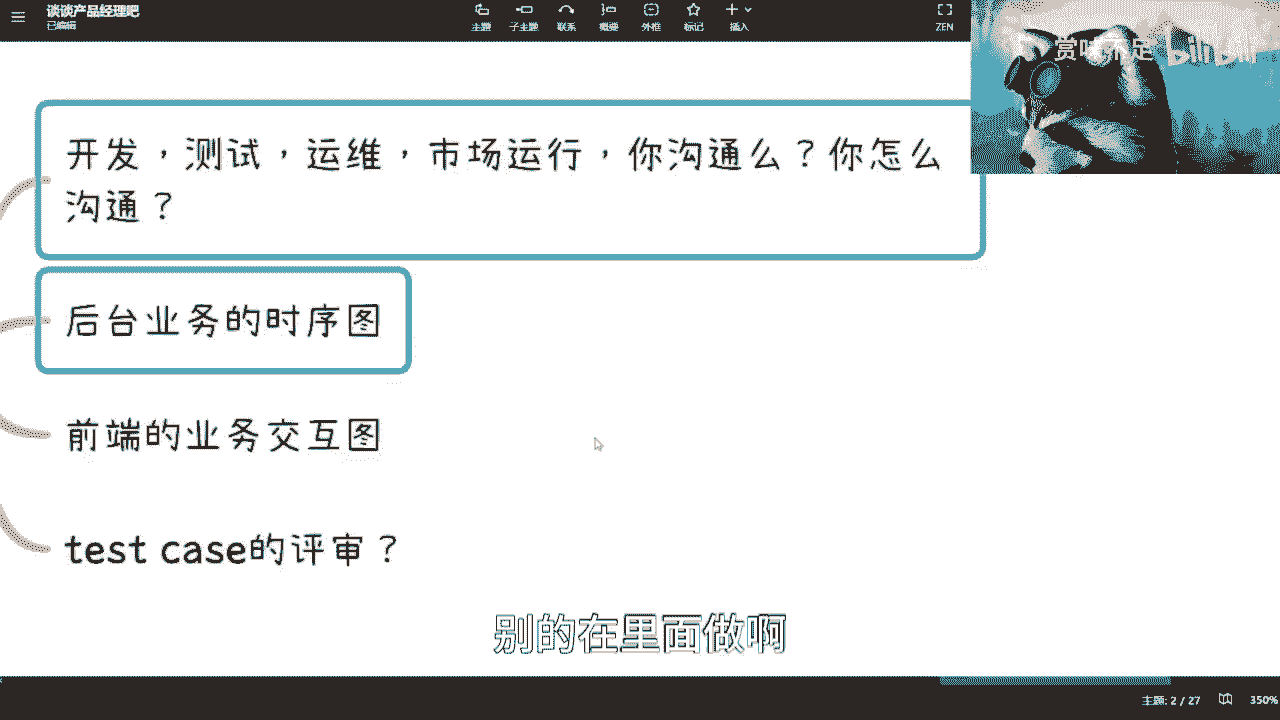 谈谈产品经理吧
已编辑
主题
子主题
联系
概要
外框
标记
插入
ZEN
赏味不足
bilibili
开发，测试，运维，市场运行，你沟通么？你怎么
沟通？
后台业务的时序图
前端的业务交互图
test case的评审？
别的在里面做啊
主题: 2 / 27
350%